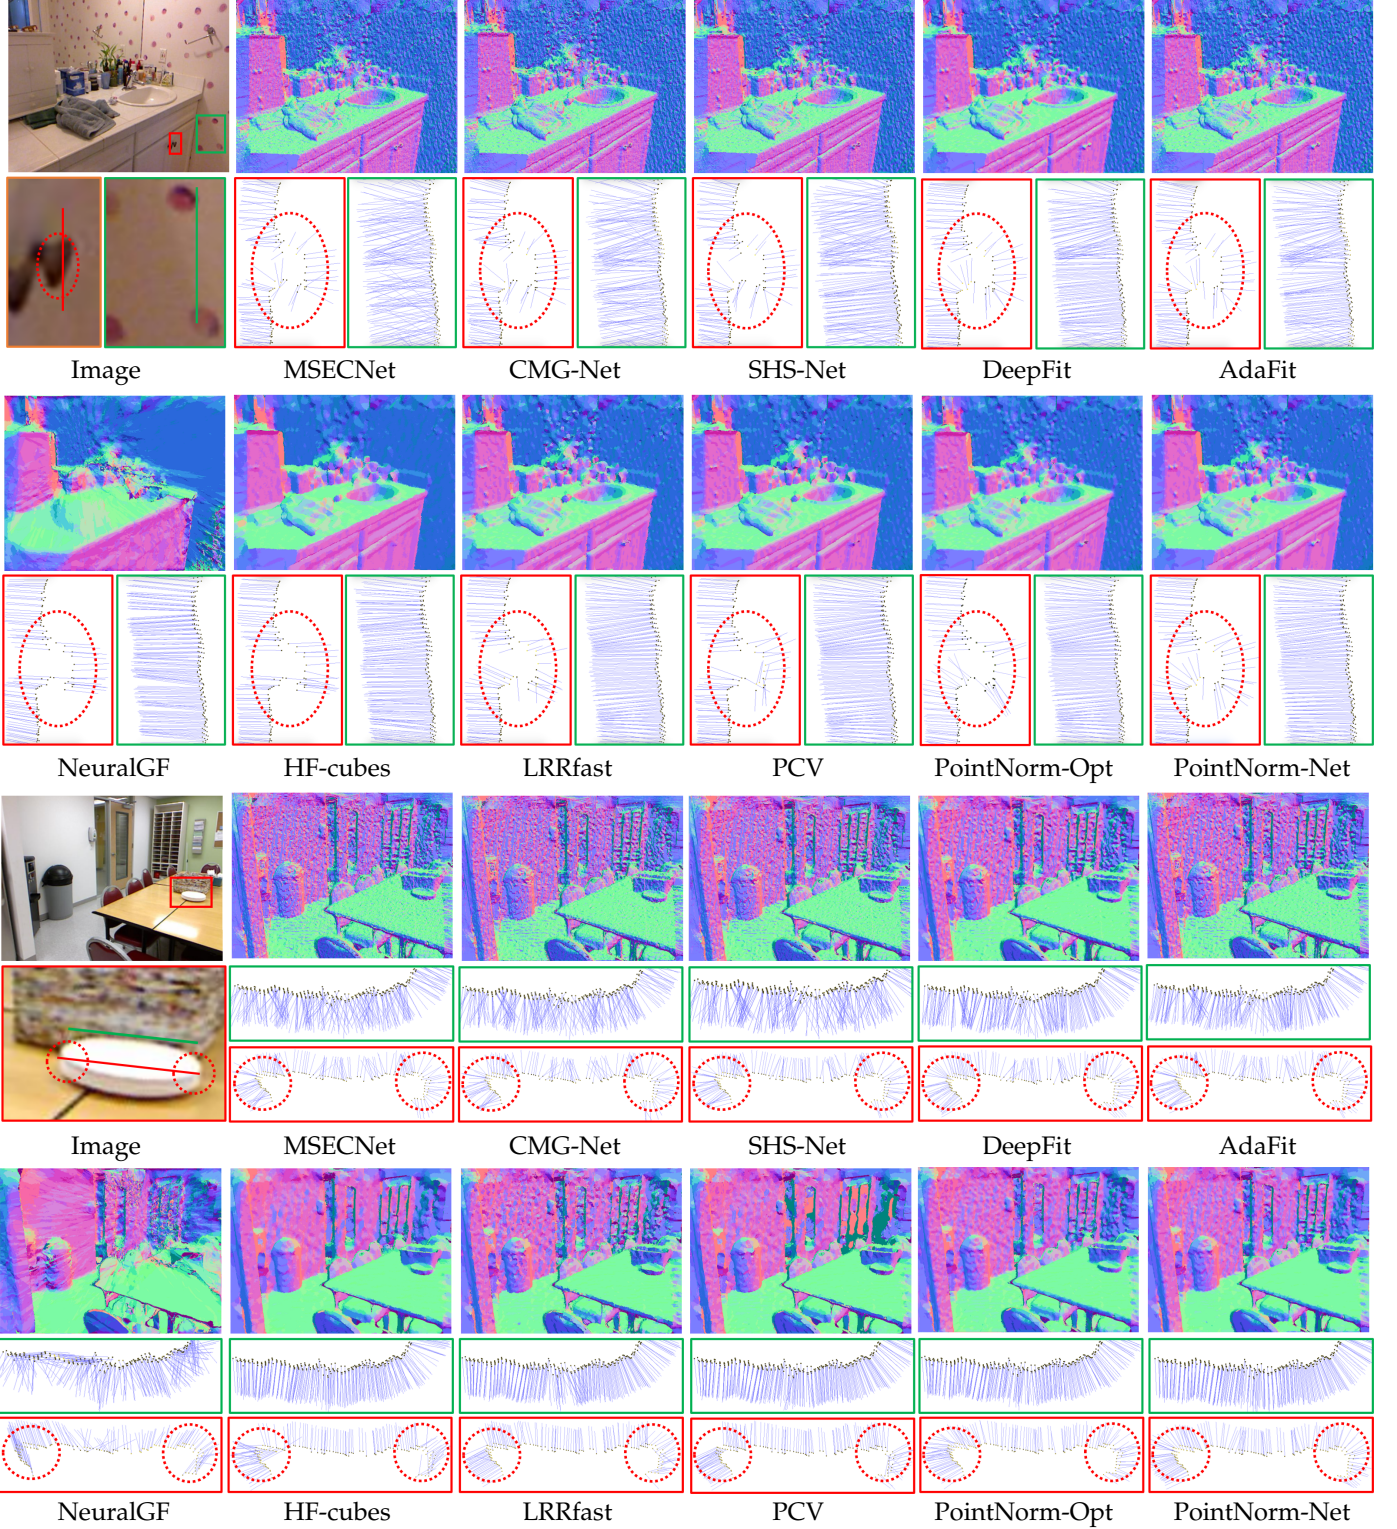 Image MSECNet CMG-Net SHS-Net DeepFit AdaFit
NeuralGF HF-cubes LRRfast PCV PointNorm-Opt PointNorm-Net
Image MSECNet CMG-Net SHS-Net DeepFit AdaFit
NeuralGF HF-cubes LRRfast PCV PointNorm-Opt PointNorm-Net